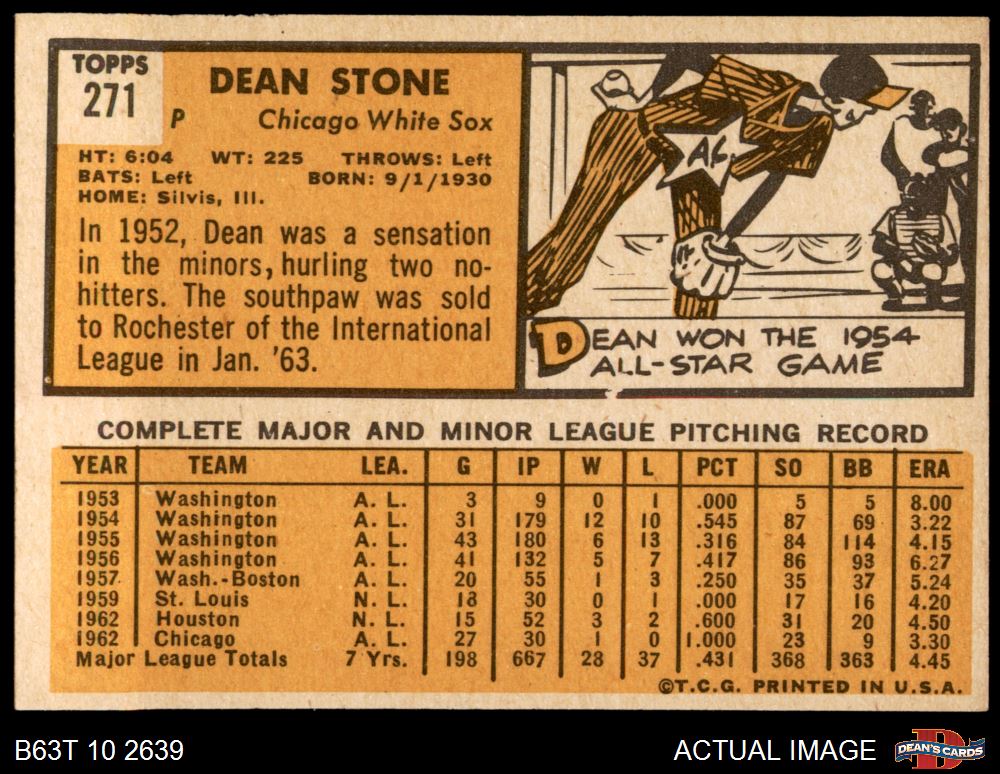 TOPPS
271
DEAN STONE
P Chicago White Sox
HT: 6:04 WT: 225 THROWS: Left
BATS: Left BORN: 9/1/1930
HOME: Silvis, Ill.
In 1952, Dean was a sensation
in the minors, hurling two no-
hitters. The southpaw was sold
to Rochester of the International
League in Jan. '63.
A.L.
DEAN WON THE 1954
ALL-STAR GAME
COMPLETE MAJOR AND MINOR LEAGUE PITCHING RECORD
YEAR TEAM LEA. G IP W L PCT SO BB ERA
1953 Washington A. L. 3 9 0 1 .000 5 5 8.00
1954 Washington A. L. 31 179 12 10 .545 87 69 3.22
1955 Washington A. L. 43 180 6 13 .316 84 114 4.15
1956 Washington A. L. 41 132 5 7 .417 86 93 6.27
1957 Wash.-Boston A. L. 20 55 1 3 .250 35 37 5.24
1959 St. Louis N. L. 18 30 0 1 .000 17 16 4.20
1962 Houston N. L. 15 52 3 2 .600 31 20 4.50
1962 Chicago A. L. 27 30 1 0 1.000 23 9 3.30
Major League Totals 7 Yrs. 198 667 28 37 .431 368 363 4.45
©T.C.G. PRINTED IN U.S.A.
B63T 10 2639
ACTUAL IMAGE
D
DEAN'S CARDS